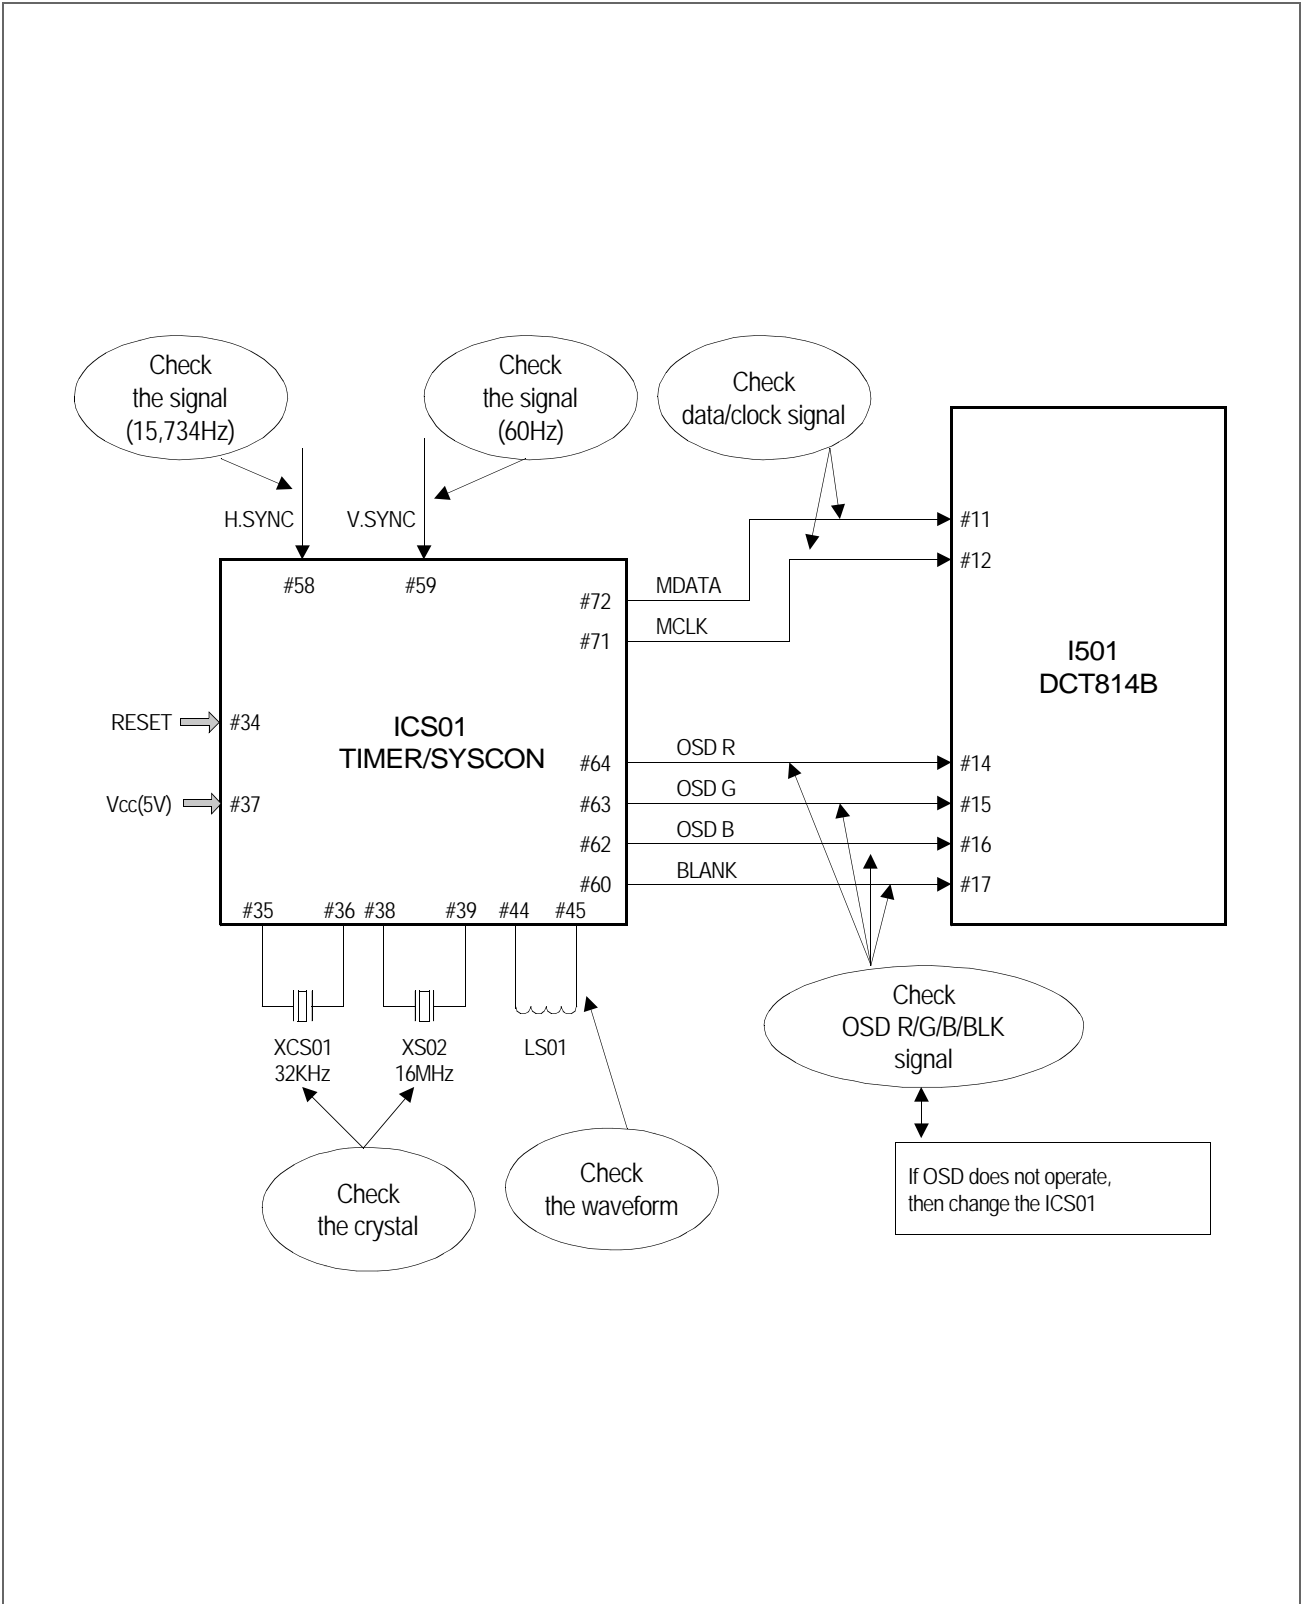 Check
the signal
(15,734Hz)
Check
the signal
(60Hz)
Check
data/clock signal
H.SYNC
V.SYNC
#11
#12
#58
#59
#72
MDATA
#71
MCLK
I501
DCT814B
RESET
#34
ICS01
TIMER/SYSCON
#64
OSD R
#14
Vcc(5V)
#37
#63
OSD G
#15
#62
OSD B
#16
#60
BLANK
#17
#35
#36
#38
#39
#44
#45
XCS01
32KHz
XS02
16MHz
LS01
Check
OSD R/G/B/BLK
signal
Check
the crystal
Check
the waveform
If OSD does not operate,
then change the ICS01